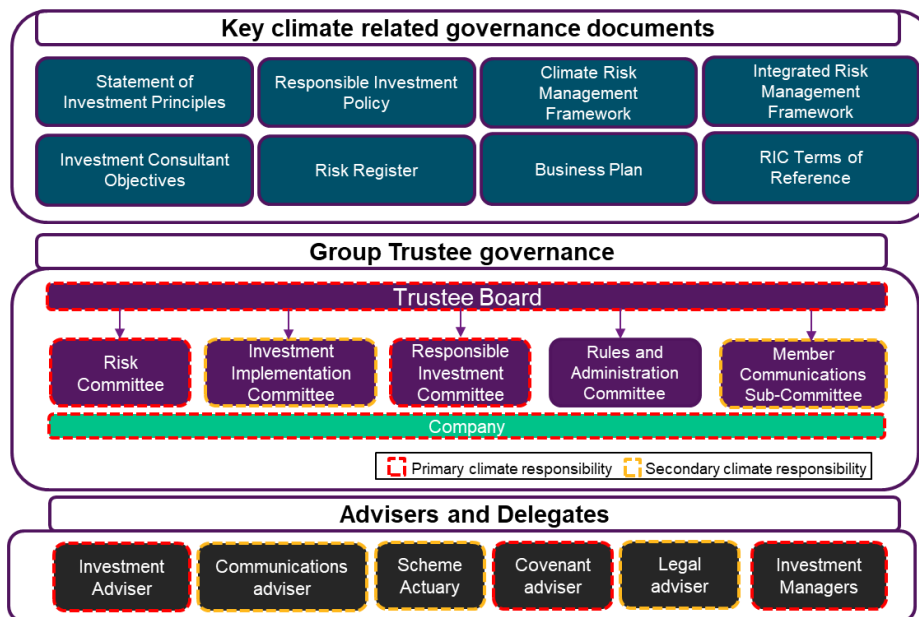 Key climate related governance documents
Statement of
Investment Principles
Responsible Investment
Policy
Climate Risk
Management
Framework
Integrated Risk
Management
Framework
Investment Consultant
Objectives
Risk Register
Business Plan
RIC Terms of
Reference
Group Trustee governance
Trustee Board
Risk
Committee
Investment
Implementation
Committee
Responsible
Investment
Committee
Rules and
Administration
Committee
Member
Communications
Sub-Committee
Company
Primary climate responsibility
Secondary climate responsibility
Advisers and Delegates
Investment
Adviser
Communications
adviser
Scheme
Actuary
Covenant
adviser
Legal
adviser
Investment
Managers